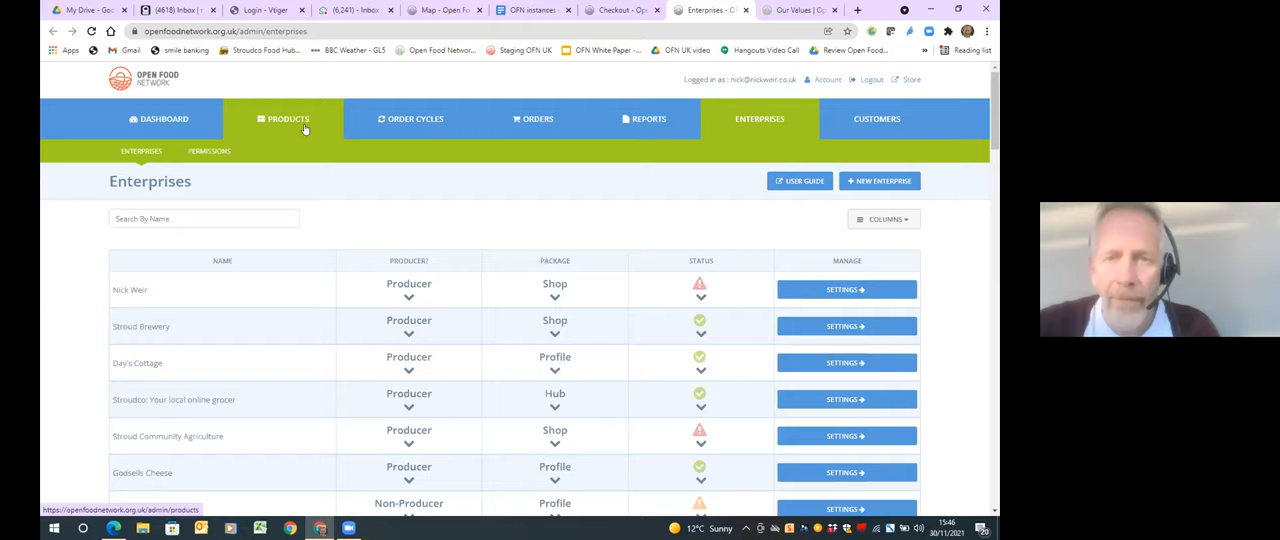 My Drive - Goo
(4618) Inbox |
Login - Vtiger
(6,241) - Inbox
Map - Open Fo
OFN instances
Checkout - Op
Enterprises - O
Our Values | Op
openfoodnetwork.org.uk/admin/enterprises
Apps
Gmail
smile banking
Stroudco Food Hub...
BBC Weather - GL5
Open Food Networ...
Staging OFN UK
OFN White Paper -...
OFN UK video
Hangouts Video Call
Review Open Food...
»
Reading list
OPEN FOOD
NETWORK
Logged in as : nick@nickweir.co.uk
Account
Logout
Store
DASHBOARD
PRODUCTS
ORDER CYCLES
ORDERS
REPORTS
ENTERPRISES
CUSTOMERS
ENTERPRISES
PERMISSIONS
Enterprises
USER GUIDE
+ NEW ENTERPRISE
Search By Name
COLUMNS
NAME PRODUCER? PACKAGE STATUS MANAGE
Nick Weir Producer Shop SETTINGS
Stroud Brewery Producer Shop SETTINGS
Day's Cottage Producer Profile SETTINGS
Stroudco: Your local online grocer Producer Hub SETTINGS
Stroud Community Agriculture Producer Shop SETTINGS
Godsells Cheese Producer Profile SETTINGS
Non-Producer Profile SETTINGS
https://openfoodnetwork.org.uk/admin/products
12°C Sunny
15:46
30/11/2021
20